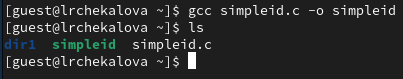 [guest@lrchekalova ~]$ gcc simpleid.c -o simpleid
[guest@lrchekalova ~]$ ls
dir1  simpleid  simpleid.c
[guest@lrchekalova ~]$